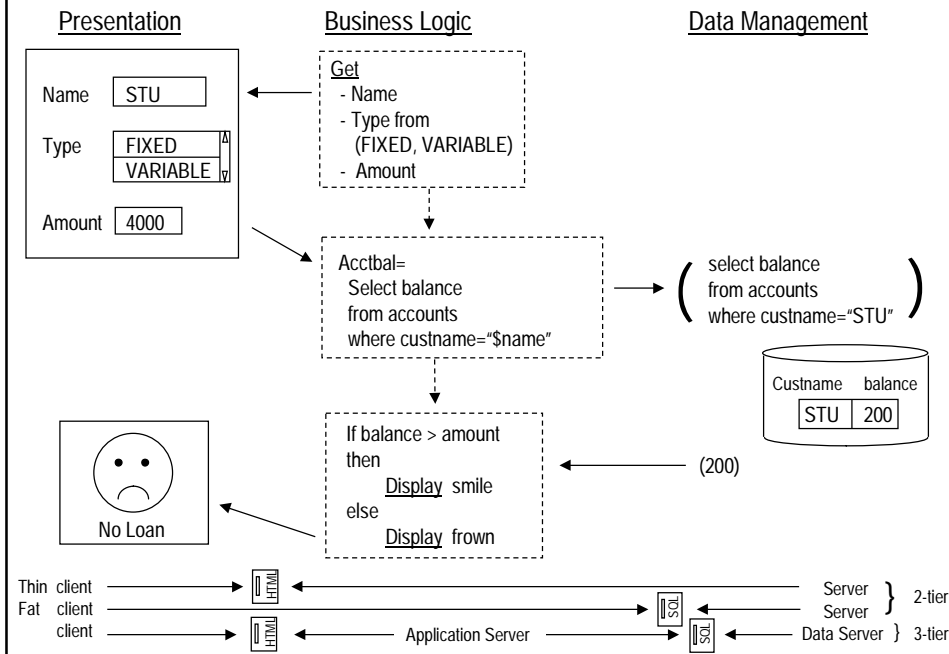 Presentation
Business Logic
Data Management
Name STU
Type FIXED
VARIABLE
Amount 4000
Get
- Name
- Type from
(FIXED, VARIABLE)
- Amount
Acctbal=
Select balance
from accounts
where custname="$name"
( select balance
from accounts
where custname="STU" )
Custname balance
STU 200
(200)
If balance > amount
then
Display smile
else
Display frown
No Loan
Thin client HTML Server } 2-tier
Fat client SQL Server
client HTML Application Server SQL Data Server } 3-tier